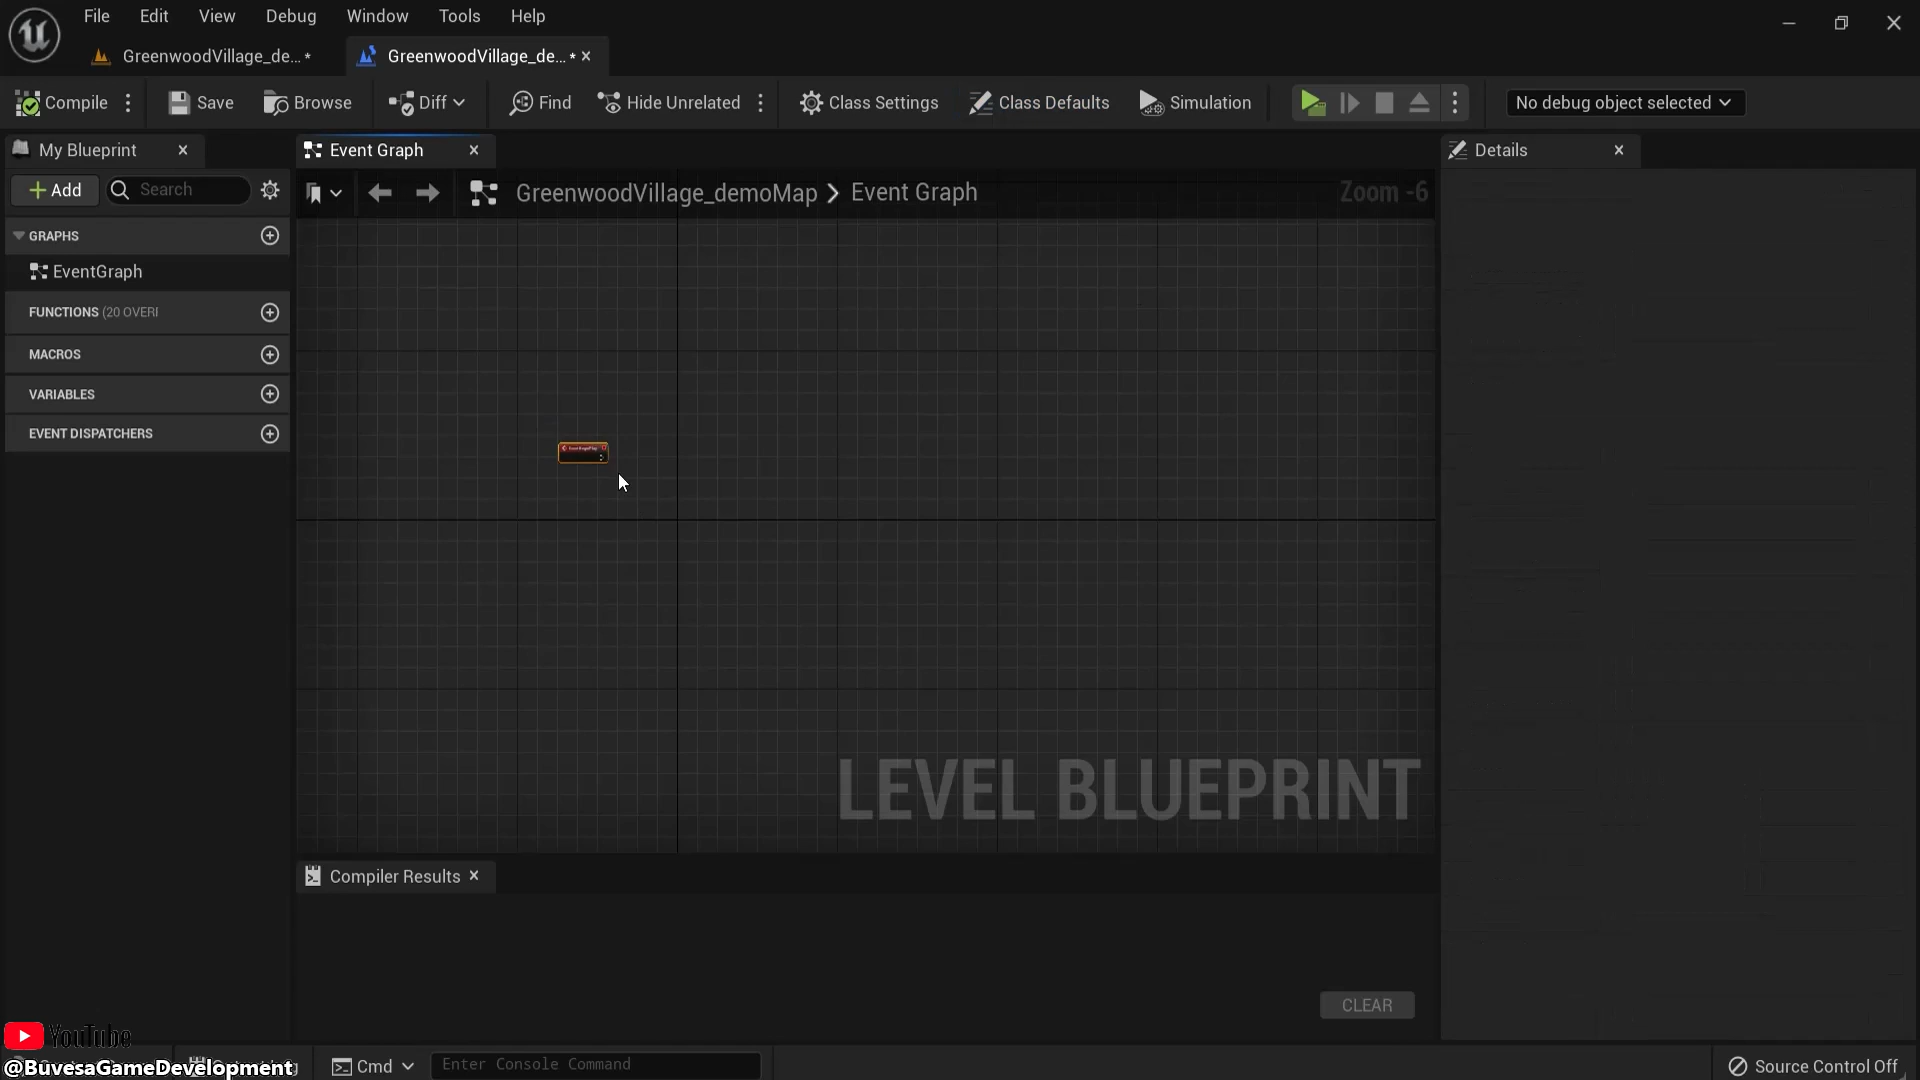 File Edit View Debug Window Tools Help
GreenwoodVillage_de... * GreenwoodVillage_de... *
Compile Save Browse Diff Find Hide Unrelated Class Settings Class Defaults Simulation No debug object selected
My Blueprint Event Graph Details
Add Search GreenwoodVillage_demoMap Event Graph Zoom -6
GRAPHS
EventGraph
FUNCTIONS (20 OVERI
MACROS
VARIABLES
EVENT DISPATCHERS
LEVEL BLUEPRINT
Compiler Results
CLEAR
YouTube
@BuvesaGameDevelopment Cmd Enter Console Command Source Control Off